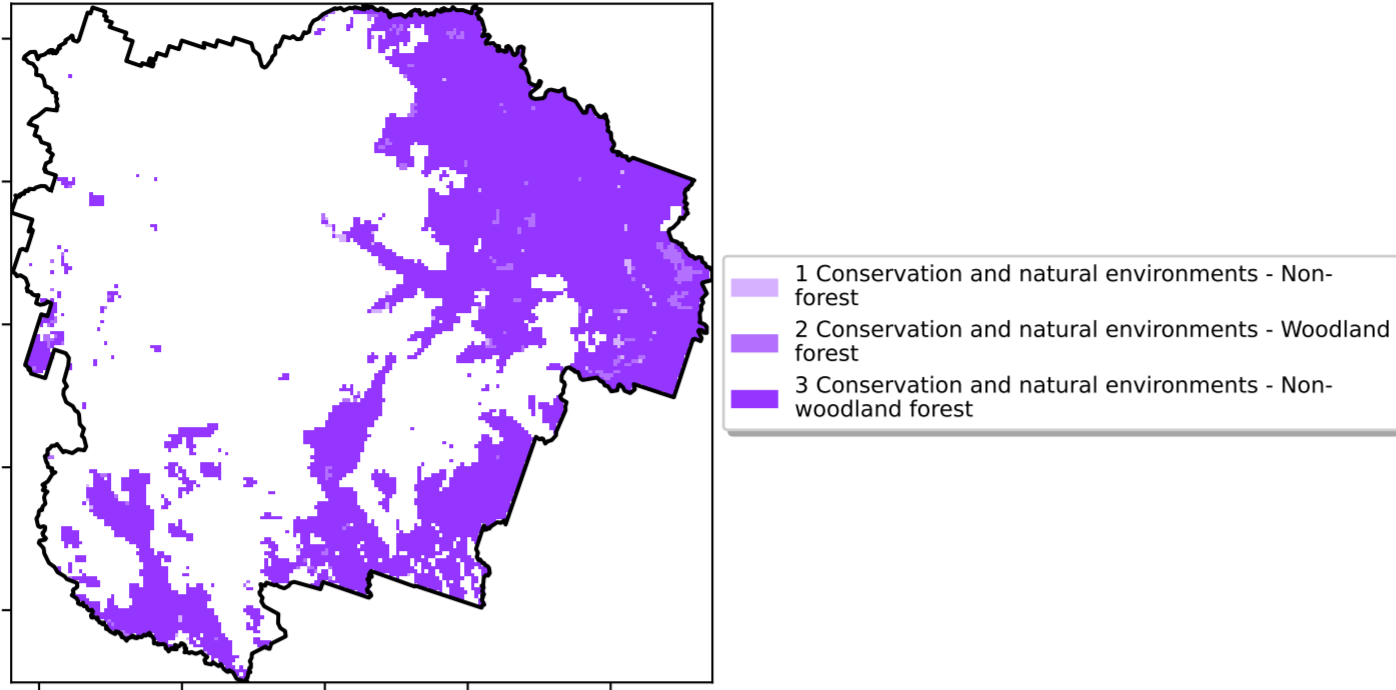 1 Conservation and natural environments - Non-
forest
2 Conservation and natural environments - Woodland
forest
3 Conservation and natural environments - Non-
woodland forest